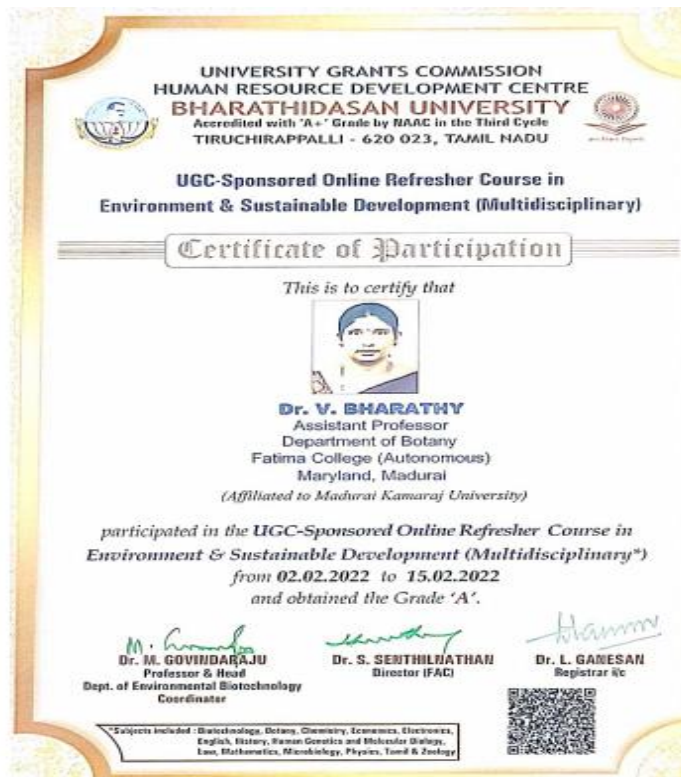 UNIVERSITY GRANTS COMMISSION
HUMAN RESOURCE DEVELOPMENT CENTRE
BHARATHIDASAN UNIVERSITY
Accredited with 'A+' Grade by NAAC in the Third Cycle
TIRUCHIRAPPALLI - 620 023, TAMIL NADU
UGC-Sponsored Online Refresher Course in
Environment & Sustainable Development (Multidisciplinary)
Certificate of Participation
This is to certify that
Dr. V. BHARATHY
Assistant Professor
Department of Botany
Fatima College (Autonomous)
Maryland, Madurai
(Affiliated to Madurai Kamaraj University)
participated in the UGC-Sponsored Online Refresher Course in
Environment & Sustainable Development (Multidisciplinary*)
from 02.02.2022 to 15.02.2022
and obtained the Grade 'A'.
Dr. M. GOVINDARAJU
Professor & Head
Dept. of Environmental Biotechnology
Coordinator
Dr. S. SENTHILNATHAN
Director (FAC)
Dr. L. GANESAN
Registrar i/c
*Subjects included : Biotechnology, Botany, Chemistry, Economics, Electronics,
English, History, Human Genetics and Molecular Biology,
Law, Mathematics, Microbiology, Physics, Tamil & Zoology